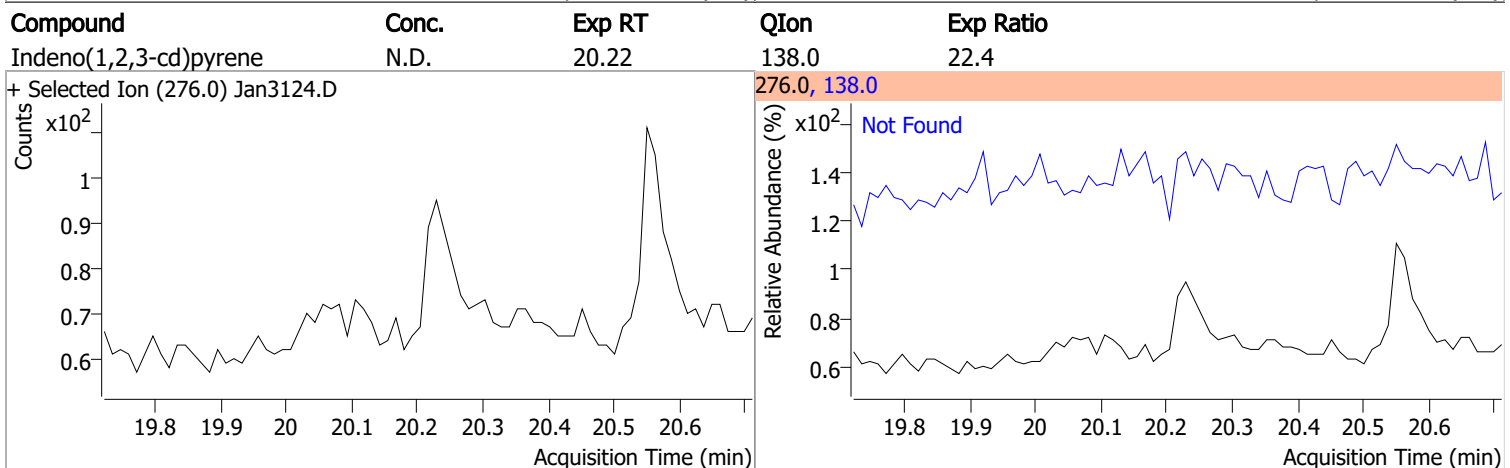 Compound Conc. Exp RT QIon Exp Ratio
Indeno(1,2,3-cd)pyrene N.D. 20.22 138.0 22.4
+ Selected Ion (276.0) Jan3124.D
Counts
x10²
1
0.9
0.8
0.7
0.6
19.8 19.9 20 20.1 20.2 20.3 20.4 20.5 20.6
Acquisition Time (min)
276.0, 138.0
Relative Abundance (%)
x10²
Not Found
1.4
1.2
1
0.8
0.6
19.8 19.9 20 20.1 20.2 20.3 20.4 20.5 20.6
Acquisition Time (min)